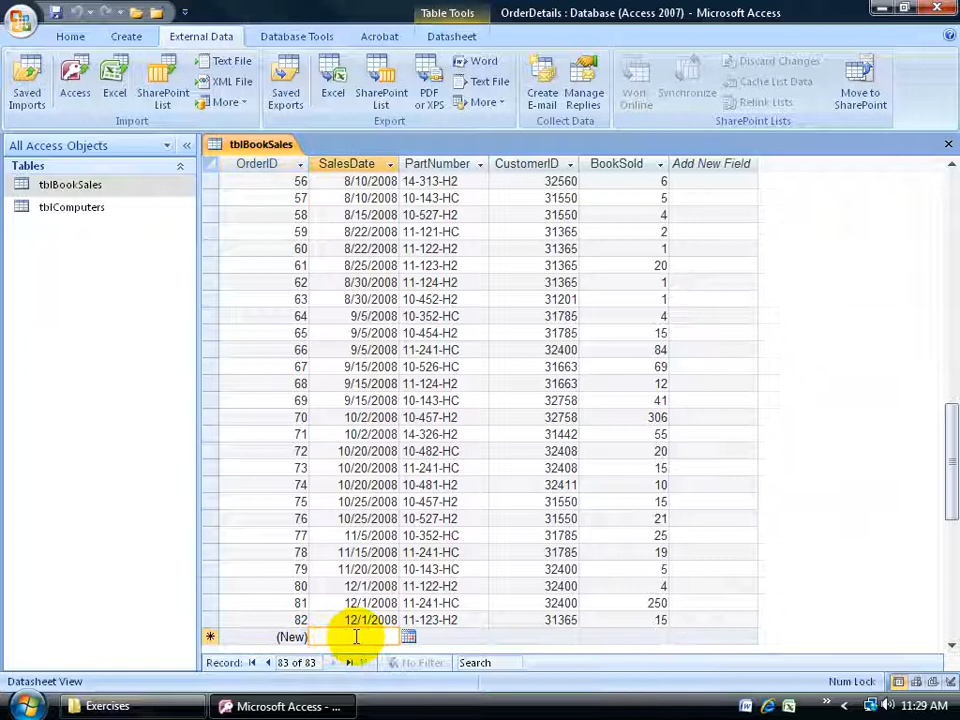 Table Tools
OrderDetails : Database (Access 2007) - Microsoft Access
Home
Create
External Data
Database Tools
Acrobat
Datasheet
Saved Imports
Access
Excel
SharePoint List
Text File
XML File
More
Import
Saved Exports
Excel
SharePoint List
PDF or XPS
Word
Text File
More
Export
Create E-mail
Manage Replies
Collect Data
Work Online
Synchronize
Discard Changes
Cache List Data
Relink Lists
Move to SharePoint
SharePoint Lists
All Access Objects
Tables
tblBookSales
tblComputers
tblBookSales
OrderID SalesDate PartNumber CustomerID BookSold Add New Field
56 8/10/2008 14-313-H2 32560 6
57 8/10/2008 10-143-HC 31550 5
58 8/15/2008 10-527-H2 31550 4
59 8/22/2008 11-121-HC 31365 2
60 8/22/2008 11-122-H2 31365 1
61 8/25/2008 11-123-H2 31365 20
62 8/30/2008 11-124-H2 31365 1
63 8/30/2008 10-452-H2 31201 1
64 9/5/2008 10-352-HC 31785 4
65 9/5/2008 10-454-H2 31785 15
66 9/5/2008 11-241-HC 32400 84
67 9/15/2008 10-526-HC 31663 69
68 9/15/2008 11-124-H2 31663 12
69 9/15/2008 10-143-HC 32758 41
70 10/2/2008 10-457-H2 32758 306
71 10/2/2008 14-326-H2 31442 55
72 10/20/2008 10-482-HC 32408 20
73 10/20/2008 11-241-HC 32408 15
74 10/20/2008 10-481-H2 32411 10
75 10/25/2008 10-457-H2 31550 15
76 10/25/2008 10-527-H2 31550 21
77 11/5/2008 10-352-HC 31785 25
78 11/15/2008 11-241-HC 31785 19
79 11/20/2008 10-143-HC 32400 5
80 12/1/2008 11-122-H2 32400 4
81 12/1/2008 11-241-HC 32400 250
82 12/1/2008 11-123-H2 31365 15
* (New)
Record: 83 of 83 No Filter Search
Datasheet View
Num Lock
Exercises
Microsoft Access - ...
11:29 AM